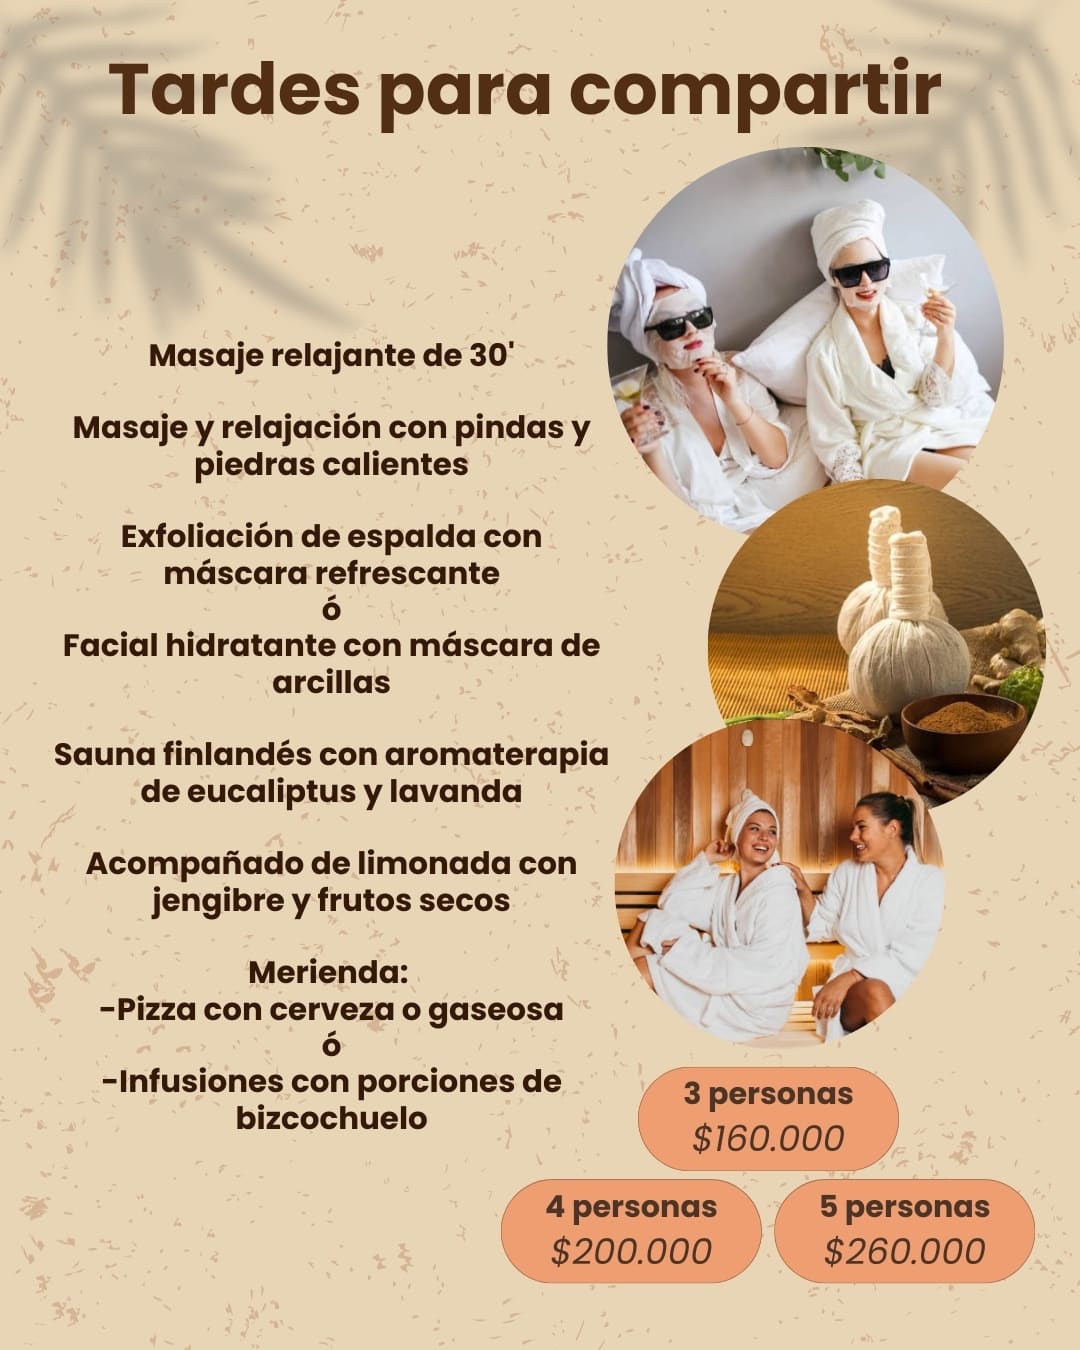 Tardes para compartir
Masaje relajante de 30'
Masaje y relajación con pindas y
piedras calientes
Exfoliación de espalda con
máscara refrescante
ó
Facial hidratante con máscara de
arcillas
Sauna finlandés con aromaterapia
de eucaliptus y lavanda
Acompañado de limonada con
jengibre y frutos secos
Merienda:
-Pizza con cerveza o gaseosa
ó
-Infusiones con porciones de
bizcochuelo
3 personas
$160.000
4 personas
$200.000
5 personas
$260.000